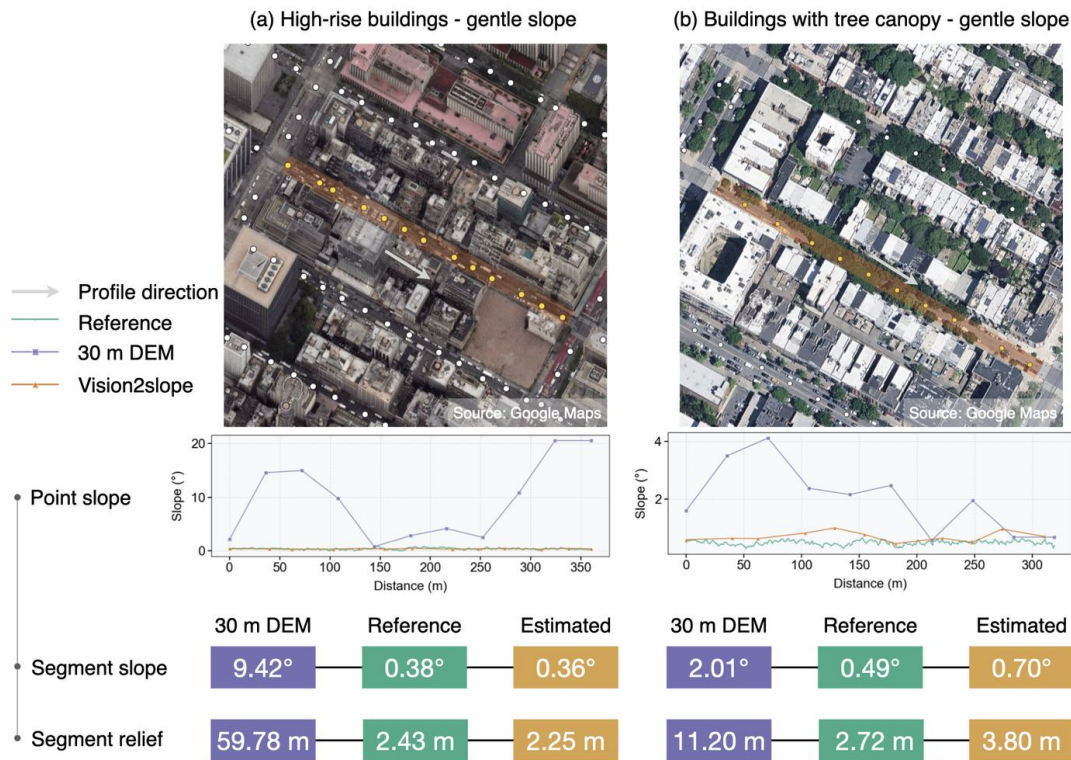 (a) High-rise buildings - gentle slope
(b) Buildings with tree canopy - gentle slope
Profile direction
Reference
30 m DEM
Vision2slope
Source: Google Maps
Source: Google Maps
Point slope
Slope (°)
20
10
0
0 50 100 150 200 250 300 350
Distance (m)
Slope (°)
4
2
0 50 100 150 200 250 300
Distance (m)
30 m DEM Reference Estimated
30 m DEM Reference Estimated
Segment slope
9.42° 0.38° 0.36°
2.01° 0.49° 0.70°
Segment relief
59.78 m 2.43 m 2.25 m
11.20 m 2.72 m 3.80 m